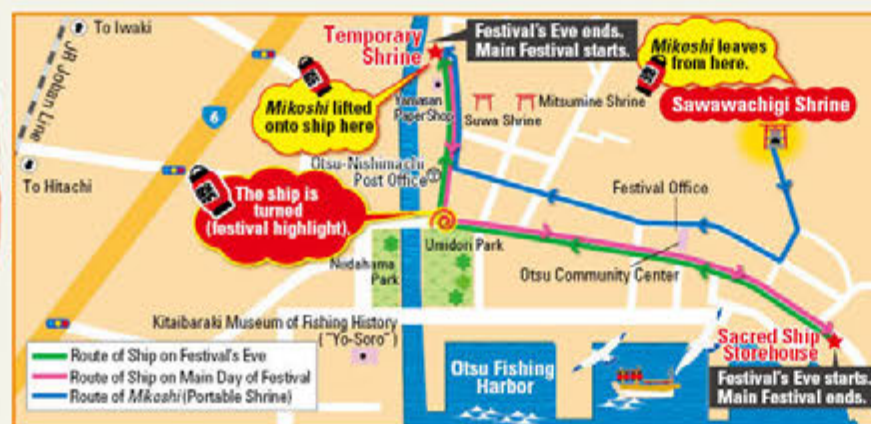 To Iwaki
JR Joban Line
To Hitachi
6
Temporary
Shrine
Festival's Eve ends.
Main Festival starts.
Mikoshi leaves
from here.
Sawawachigi Shrine
Mikoshi lifted
onto ship here
Yamasan
Paper Shop
Suwa Shrine
Mitsumine Shrine
Otsu-Nishimachi
Post Office
The ship is
turned
(festival highlight).
Festival Office
Umidori Park
Nodahama
Park
Otsu Community Center
Kitaibaraki Museum of Fishing History
("Yo-Soro")
Sacred Ship
Storehouse
Festival's Eve starts.
Main Festival ends.
Otsu Fishing
Harbor
Route of Ship on Festival's Eve
Route of Ship on Main Day of Festival
Route of Mikoshi (Portable Shrine)